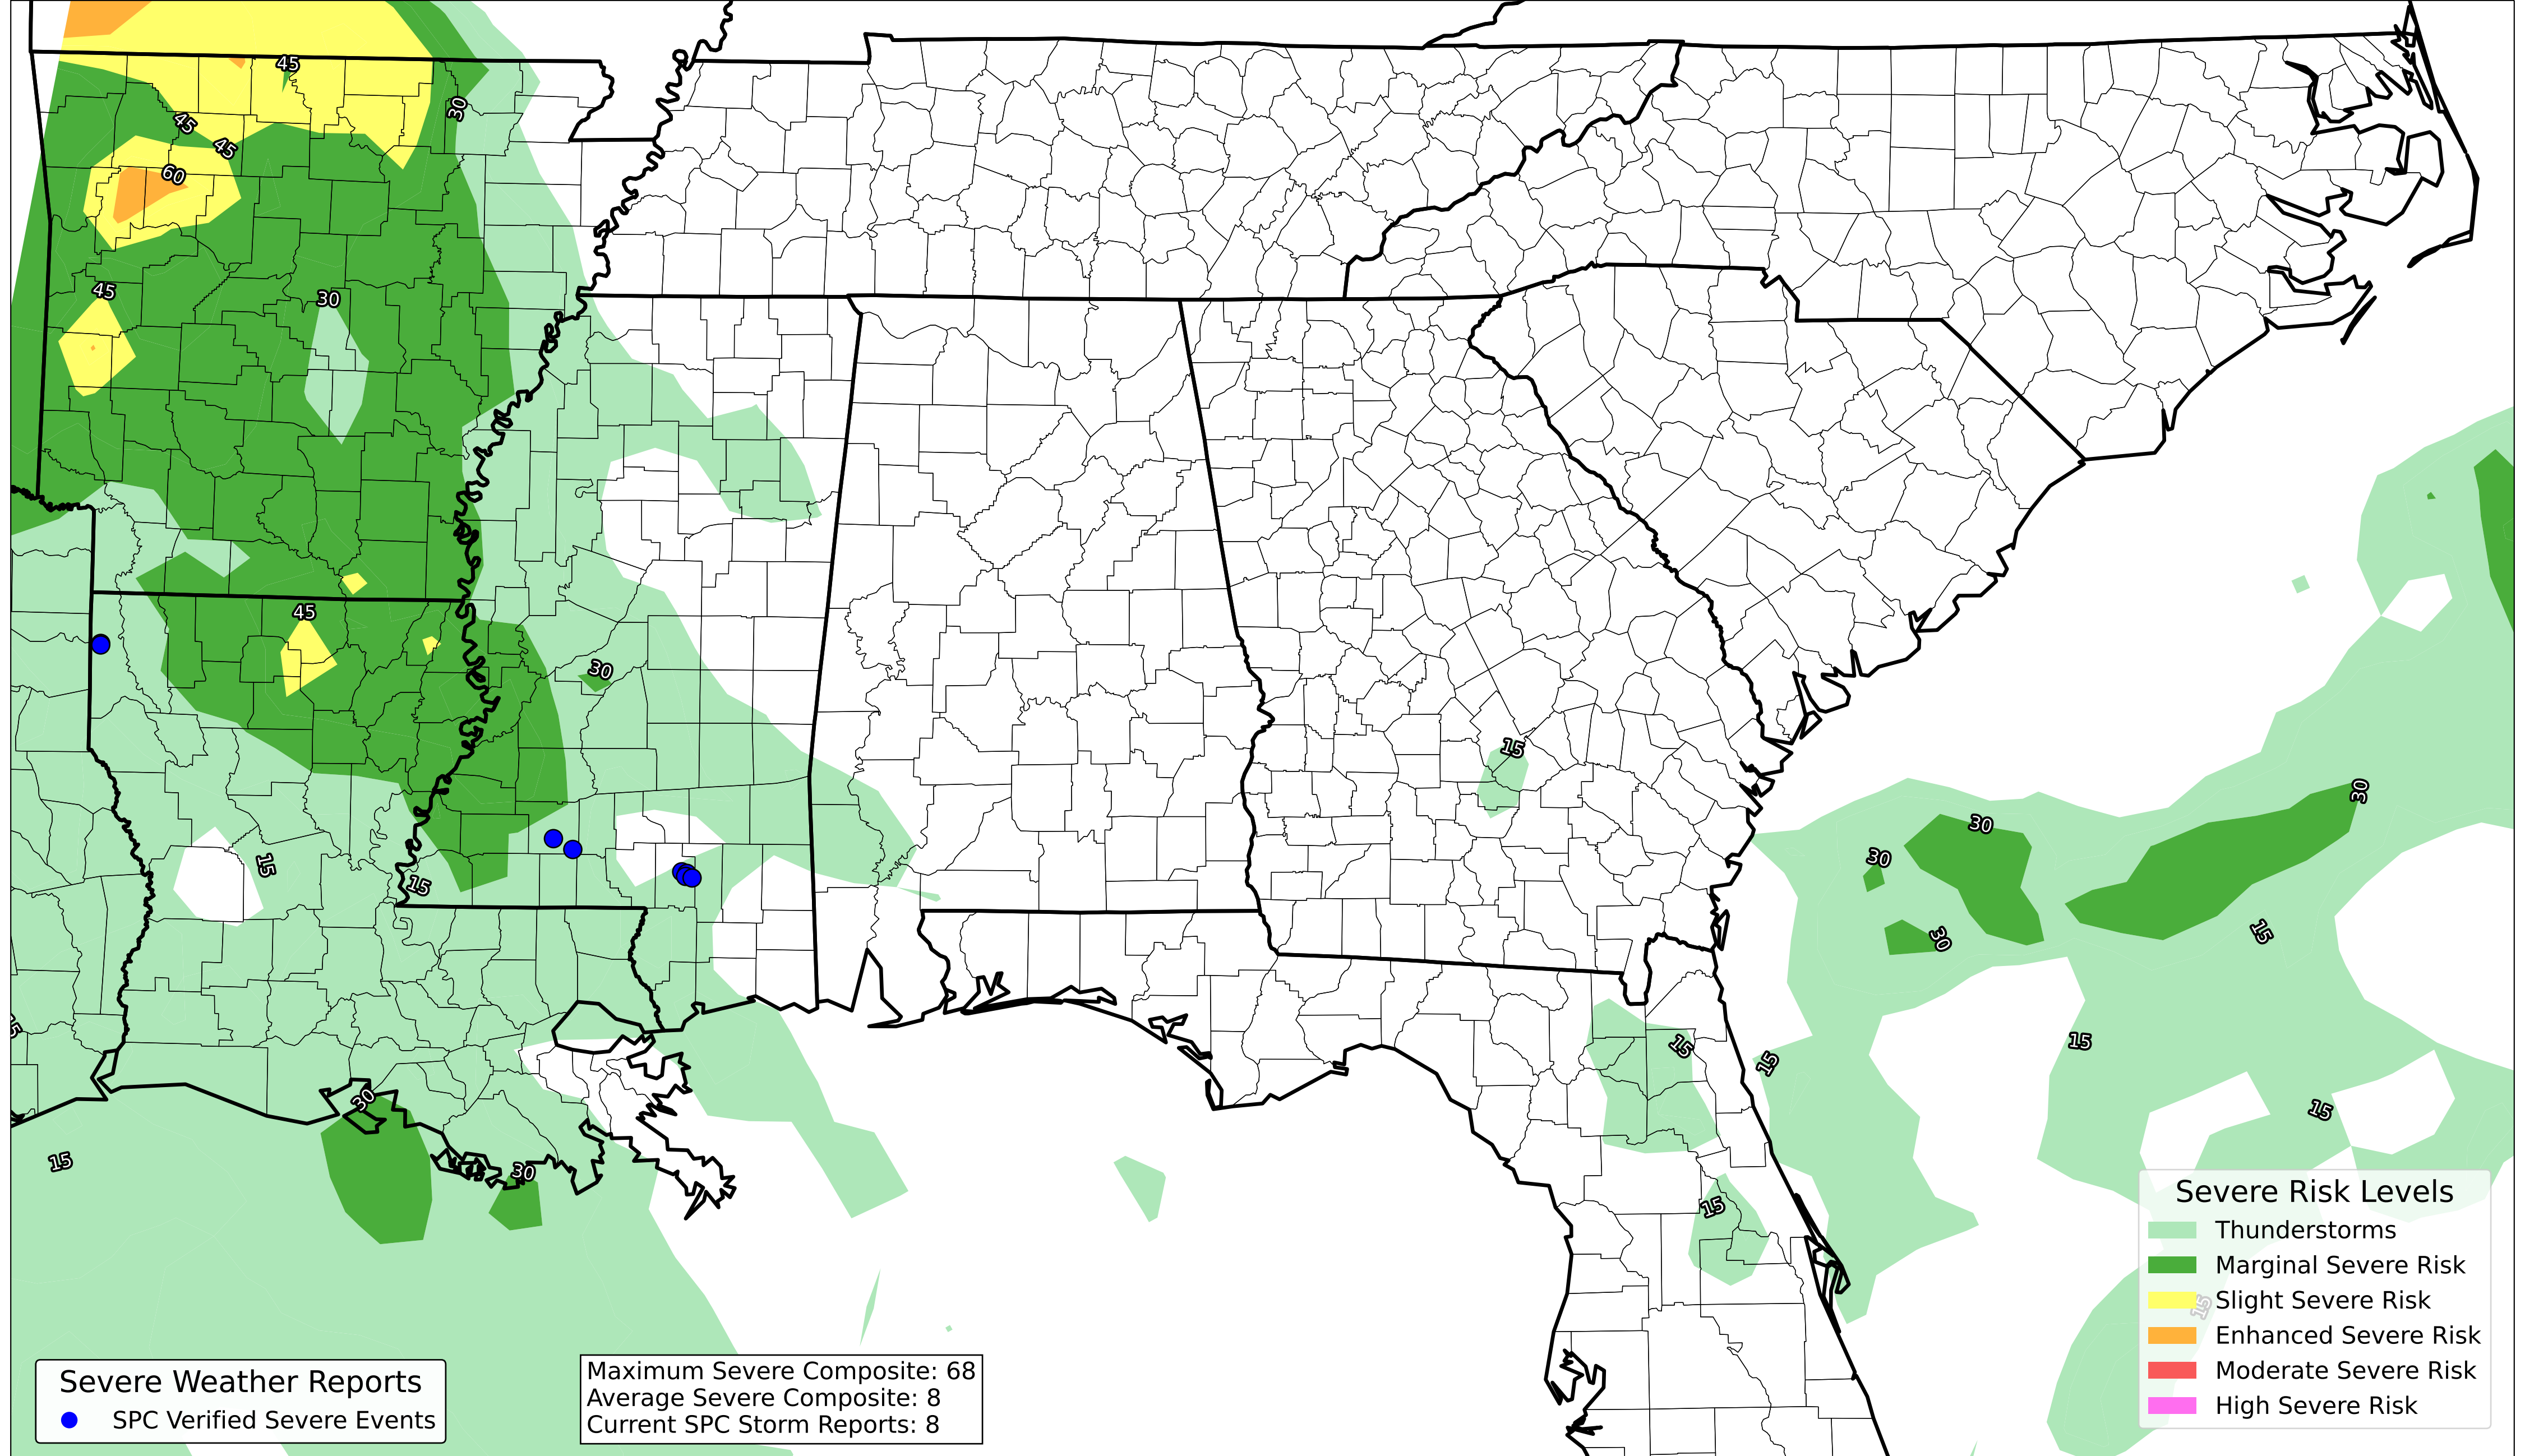 45
30
45
45
60
45
30
45
30
15
30
30
30
15
15
30
15
15
15
15
15
30
15
15
30
15
15
Severe Risk Levels
Thunderstorms
Marginal Severe Risk
Slight Severe Risk
Enhanced Severe Risk
Moderate Severe Risk
High Severe Risk
Severe Weather Reports
SPC Verified Severe Events
Maximum Severe Composite: 68
Average Severe Composite: 8
Current SPC Storm Reports: 8